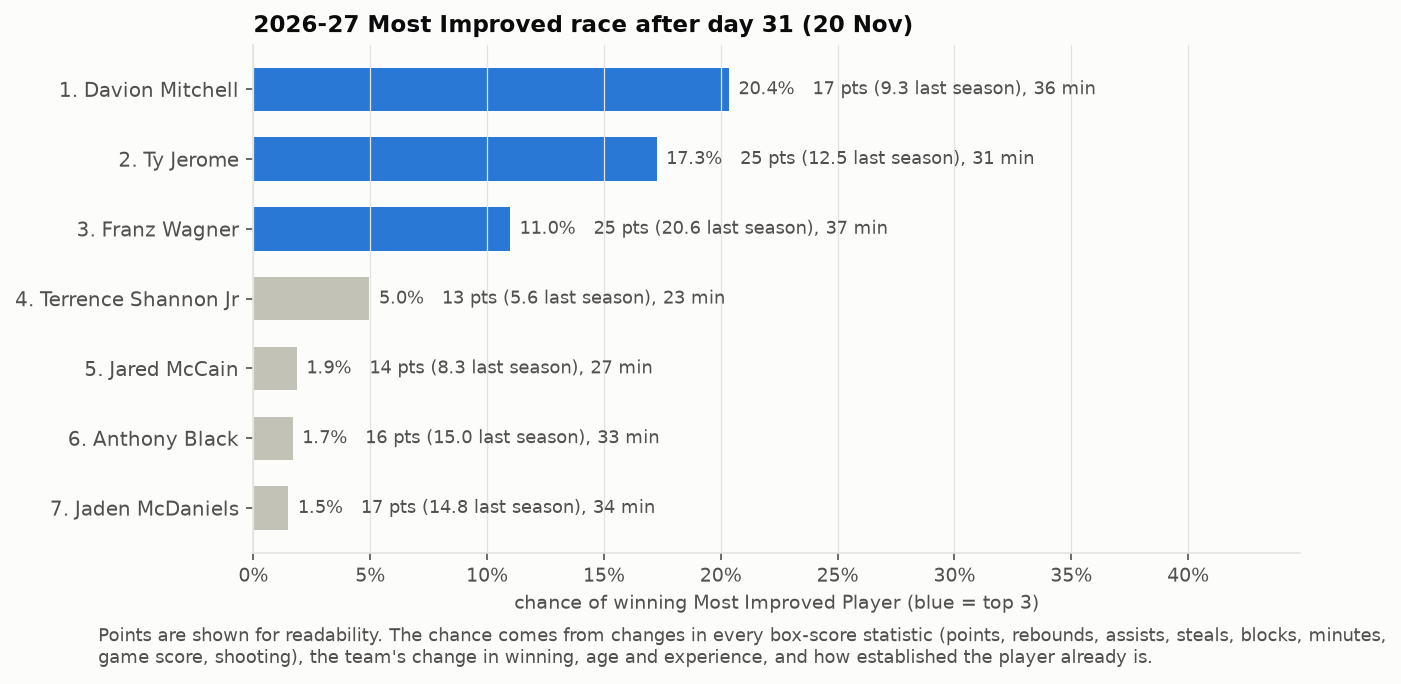 2026-27 Most Improved race after day 31 (20 Nov)
1. Davion Mitchell 20.4% 17 pts (9.3 last season), 36 min
2. Ty Jerome 17.3% 25 pts (12.5 last season), 31 min
3. Franz Wagner 11.0% 25 pts (20.6 last season), 37 min
4. Terrence Shannon Jr 5.0% 13 pts (5.6 last season), 23 min
5. Jared McCain 1.9% 14 pts (8.3 last season), 27 min
6. Anthony Black 1.7% 16 pts (15.0 last season), 33 min
7. Jaden McDaniels 1.5% 17 pts (14.8 last season), 34 min
0% 5% 10% 15% 20% 25% 30% 35% 40%
chance of winning Most Improved Player (blue = top 3)
Points are shown for readability. The chance comes from changes in every box-score statistic (points, rebounds, assists, steals, blocks, minutes,
game score, shooting), the team's change in winning, age and experience, and how established the player already is.